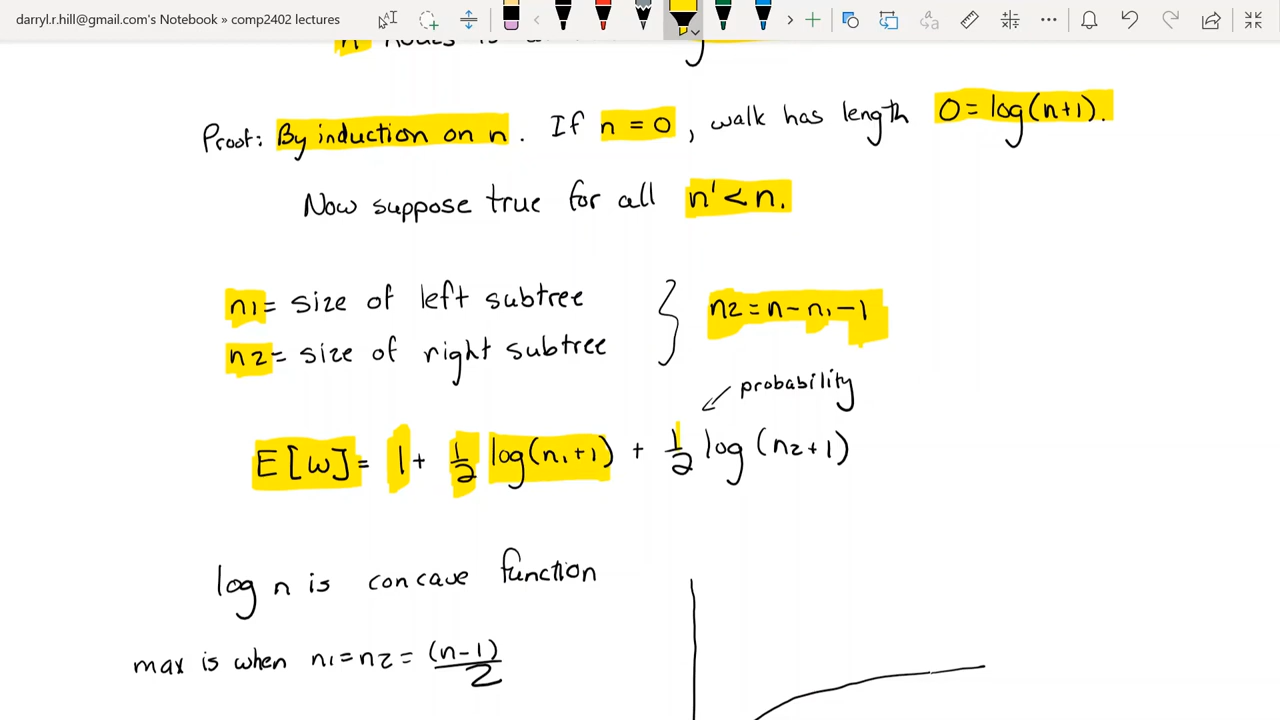 darryl.r.hill@gmail.com's Notebook » comp2402 lectures
n
Proof: By induction on n. If n = 0, walk has length 0 = log(n+1).
Now suppose true for all n' < n.
n1 = size of left subtree
n2 = n - n1 - 1
n2 = size of right subtree
probability
E[w] = 1 + 1/2 log(n1+1) + 1/2 log(n2+1)
log n is concave function
max is when n1 = n2 = (n-1)/2